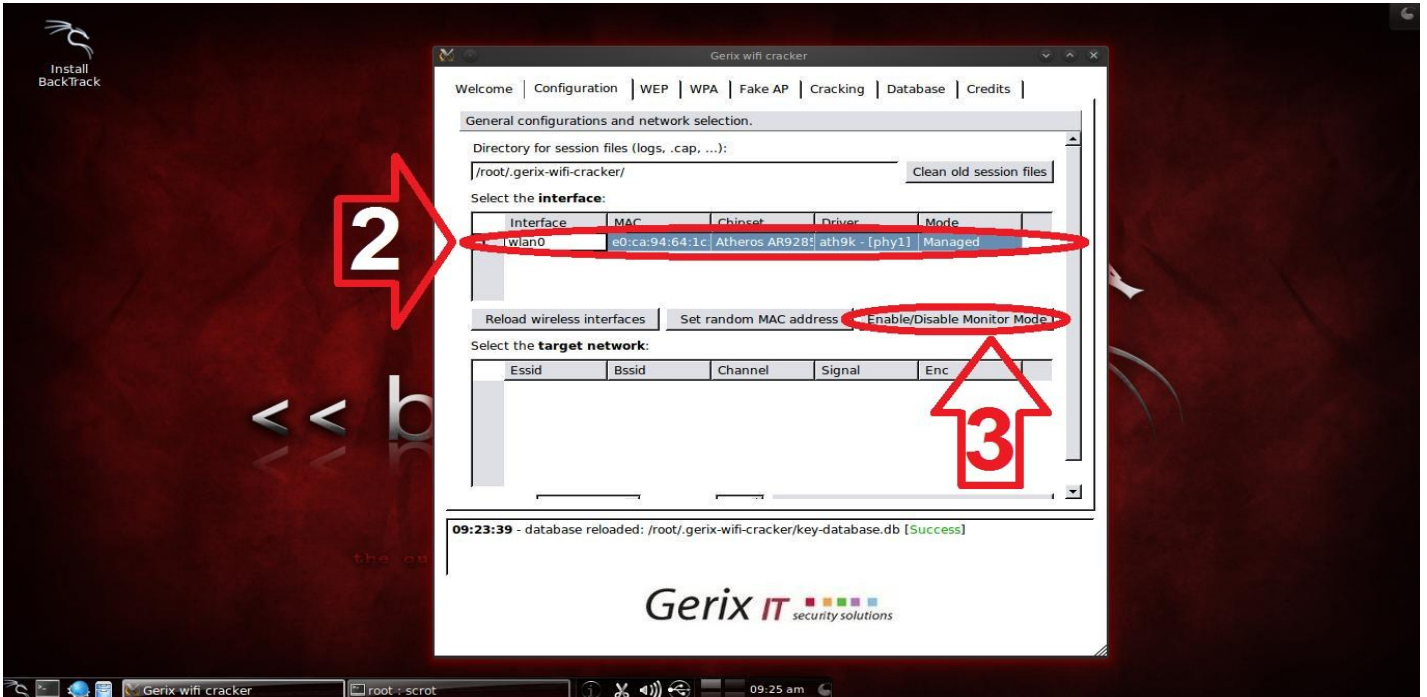 Install
BackTrack
Gerix wifi cracker
Welcome Configuration WEP WPA Fake AP Cracking Database Credits
General configurations and network selection.
Directory for session files (logs, .cap, ...):
/root/.gerix-wifi-cracker/ Clean old session files
Select the interface:
Interface MAC Chipset Driver Mode
wlan0 e0:ca:94:64:1c: Atheros AR9285 ath9k - [phy1] Managed
2
Reload wireless interfaces Set random MAC address Enable/Disable Monitor Mode
Select the target network:
Essid Bssid Channel Signal Enc
3
<< b
09:23:39 - database reloaded: /root/.gerix-wifi-cracker/key-database.db [Success]
the qu
Gerix IT security solutions
Gerix wifi cracker root : scrot 09:25 am